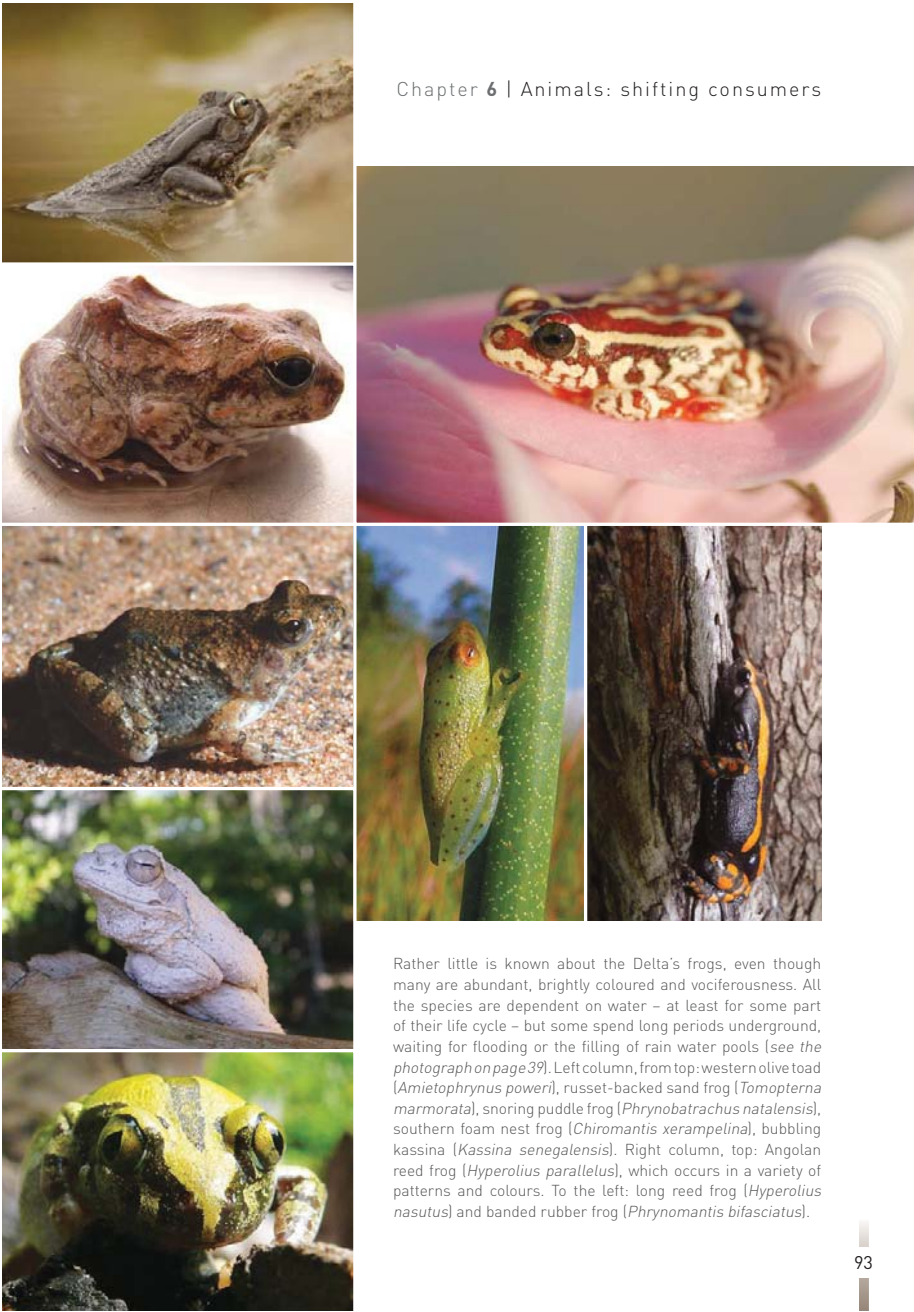 Chapter 6 | Animals: shifting consumers
Rather little is known about the Delta's frogs, even though
many are abundant, brightly coloured and vociferousness. All
the species are dependent on water – at least for some part
of their life cycle – but some spend long periods underground,
waiting for flooding or the filling of rain water pools (see the
photograph on page 39). Left column, from top: western olive toad
(Amietophrynus poweri), russet-backed sand frog (Tomopterna
marmorata), snoring puddle frog (Phrynobatrachus natalensis),
southern foam nest frog (Chiromantis xerampelina), bubbling
kassina (Kassina senegalensis). Right column, top: Angolan
reed frog (Hyperolius parallelus), which occurs in a variety of
patterns and colours. To the left: long reed frog (Hyperolius
nasutus) and banded rubber frog (Phrynomantis bifasciatus).
93